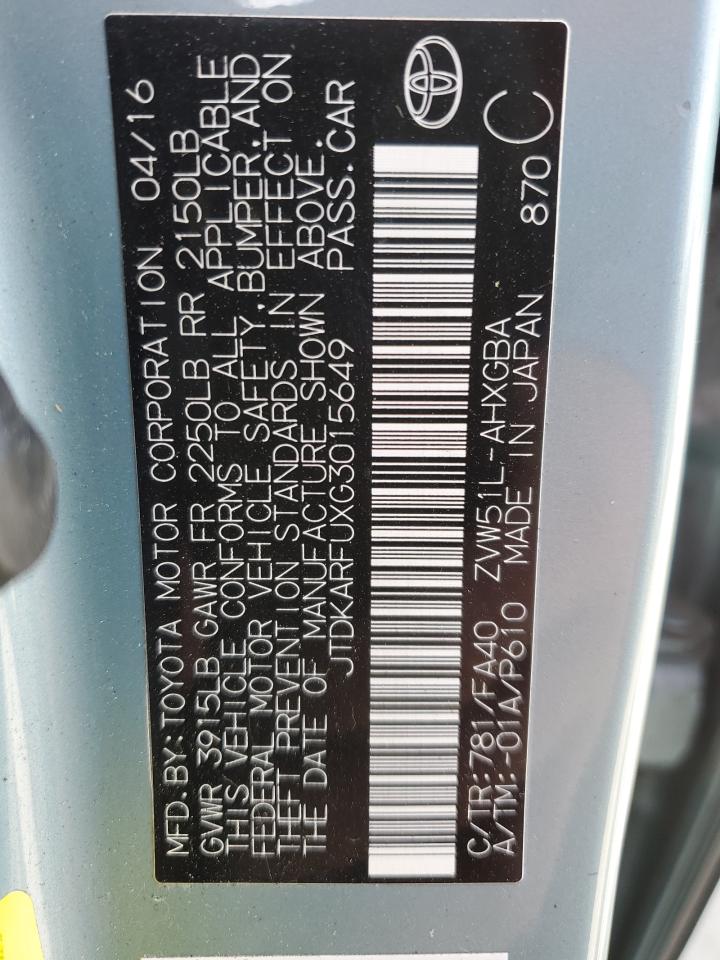 MFD. BY: TOYOTA MOTOR CORPORATION 04/16
GVWR 3915LB GAWR FR 2250LB RR 2150LB
THIS VEHICLE CONFORMS TO ALL APPLICABLE
FEDERAL MOTOR VEHICLE SAFETY, BUMPER, AND
THEFT PREVENTION STANDARDS IN EFFECT ON
THE DATE OF MANUFACTURE SHOWN ABOVE.
JTDKARFUXG3015649 PASS. CAR
C/TR: 781/FA40 ZVW51L-AHXGBA C
A/TM: -01A/P610 MADE IN JAPAN 870